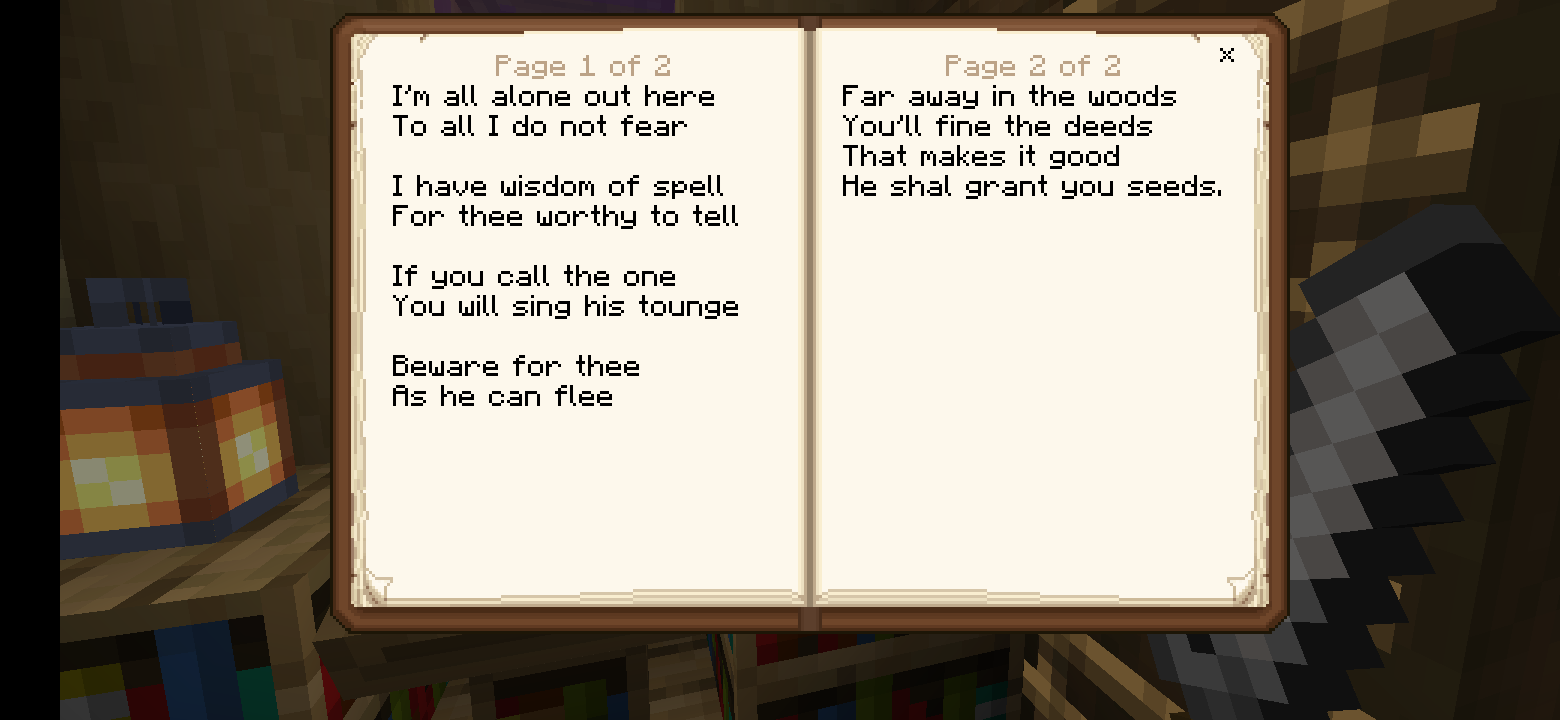 Page 1 of 2
I'm all alone out here
To all I do not fear
I have wisdom of spell
For thee worthy to tell
If you call the one
You will sing his tounge
Beware for thee
As he can flee
Page 2 of 2
Far away in the woods
You'll fine the deeds
That makes it good
He shal grant you seeds.